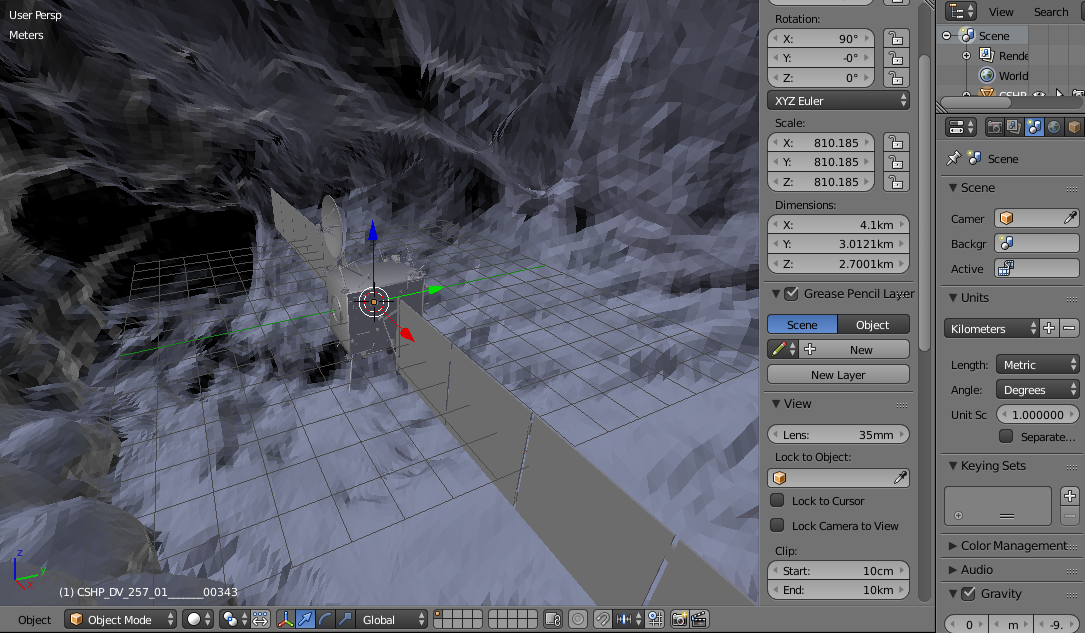 User Persp
Meters
(1) CSHP_DV_257_01______00343
z
y
Object
Object Mode
Global
Rotation:
X: 90°
Y: -0°
Z: 0°
XYZ Euler
Scale:
X: 810.185
Y: 810.185
Z: 810.185
Dimensions:
X: 4.1km
Y: 3.0121km
Z: 2.7001km
Grease Pencil Layer
Scene Object
New
New Layer
View
Lens: 35mm
Lock to Object:
Lock to Cursor
Lock Camera to View
Clip:
Start: 10cm
End: 10km
View Search
Scene
Rende
World
CSHP
Scene
Scene
Camer
Backgr
Active
Units
Kilometers
Length: Metric
Angle: Degrees
Unit Sc 1.000000
Separate...
Keying Sets
Color Management
Audio
Gravity
0 m -9.